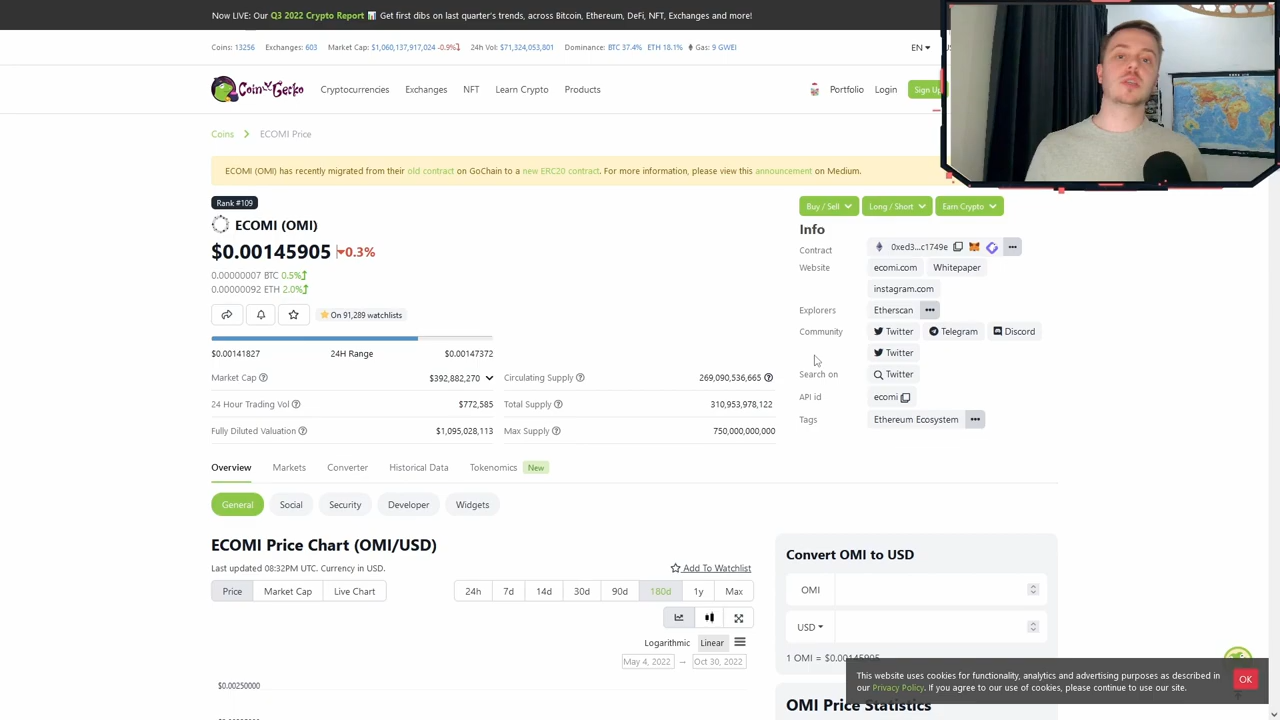 Now LIVE: Our Q3 2022 Crypto Report 📊 Get first dibs on last quarter's trends, across Bitcoin, Ethereum, DeFi, NFT, Exchanges and more!
Coins: 13256 Exchanges: 603 Market Cap: $1,060,137,917,024 -0.9% 24h Vol: $71,324,053,801 Dominance: BTC 37.4% ETH 18.1% Gas: 9 GWEI EN
CoinGecko Cryptocurrencies Exchanges NFT Learn Crypto Products Portfolio Login Sign Up
Coins > ECOMI Price
ECOMI (OMI) has recently migrated from their old contract on GoChain to a new ERC20 contract. For more information, please view this announcement on Medium.
Rank #109
ECOMI (OMI)
$0.00145905 -0.3%
0.00000007 BTC 0.5%
0.00000092 ETH 2.0%
On 91,289 watchlists
$0.00141827 24H Range $0.00147372
Market Cap $392,882,270 Circulating Supply 269,090,536,665
24 Hour Trading Vol $772,585 Total Supply 310,953,978,122
Fully Diluted Valuation $1,095,028,113 Max Supply 750,000,000,000
Buy / Sell Long / Short Earn Crypto
Info
Contract 0xed3...c1749e
Website ecomi.com Whitepaper
instagram.com
Explorers Etherscan
Community Twitter Telegram Discord
Twitter
Search on Twitter
API id ecomi
Tags Ethereum Ecosystem
Overview Markets Converter Historical Data Tokenomics New
General Social Security Developer Widgets
ECOMI Price Chart (OMI/USD)
Last updated 08:32PM UTC. Currency in USD. Add To Watchlist
Price Market Cap Live Chart 24h 7d 14d 30d 90d 180d 1y Max
Logarithmic Linear
May 4, 2022 → Oct 30, 2022
$0.00250000
Convert OMI to USD
OMI
USD
1 OMI = $0.00145905
OMI Price Statistics
This website uses cookies for functionality, analytics and advertising purposes as described in
our Privacy Policy. If you agree to our use of cookies, please continue to use our site.
OK